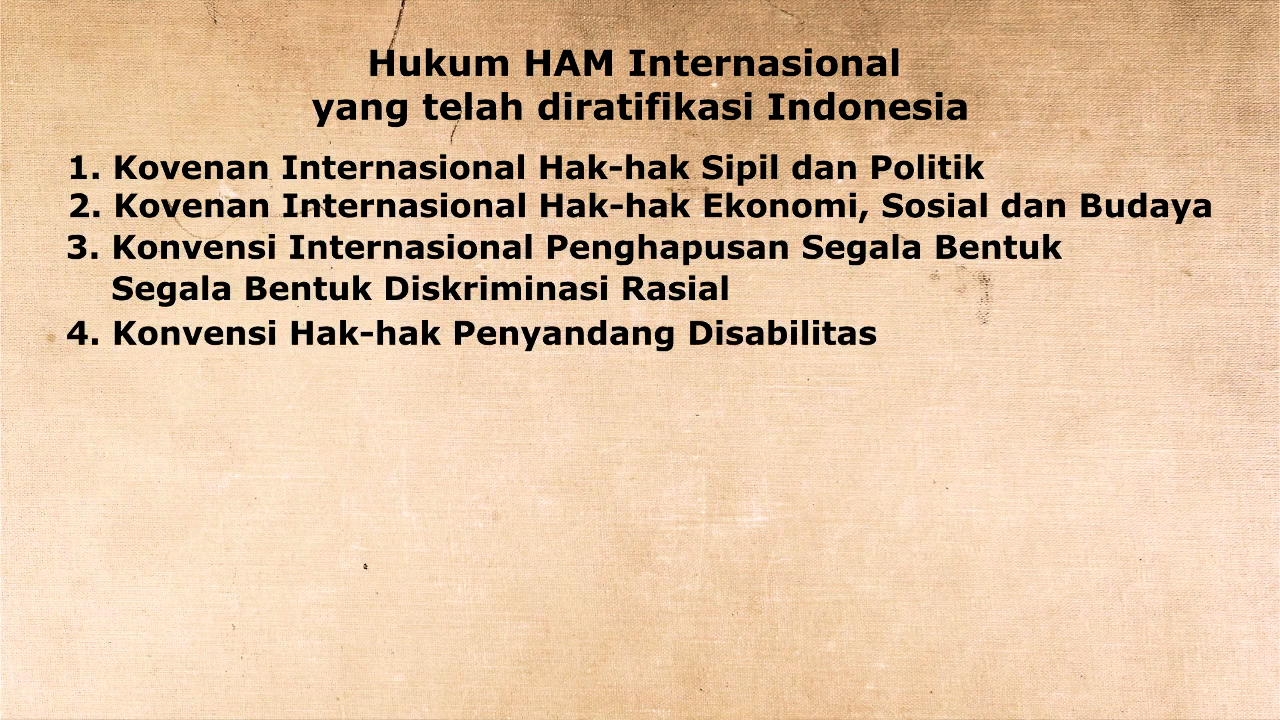 Hukum HAM Internasional
yang telah diratifikasi Indonesia
1. Kovenan Internasional Hak-hak Sipil dan Politik
2. Kovenan Internasional Hak-hak Ekonomi, Sosial dan Budaya
3. Konvensi Internasional Penghapusan Segala Bentuk
Segala Bentuk Diskriminasi Rasial
4. Konvensi Hak-hak Penyandang Disabilitas